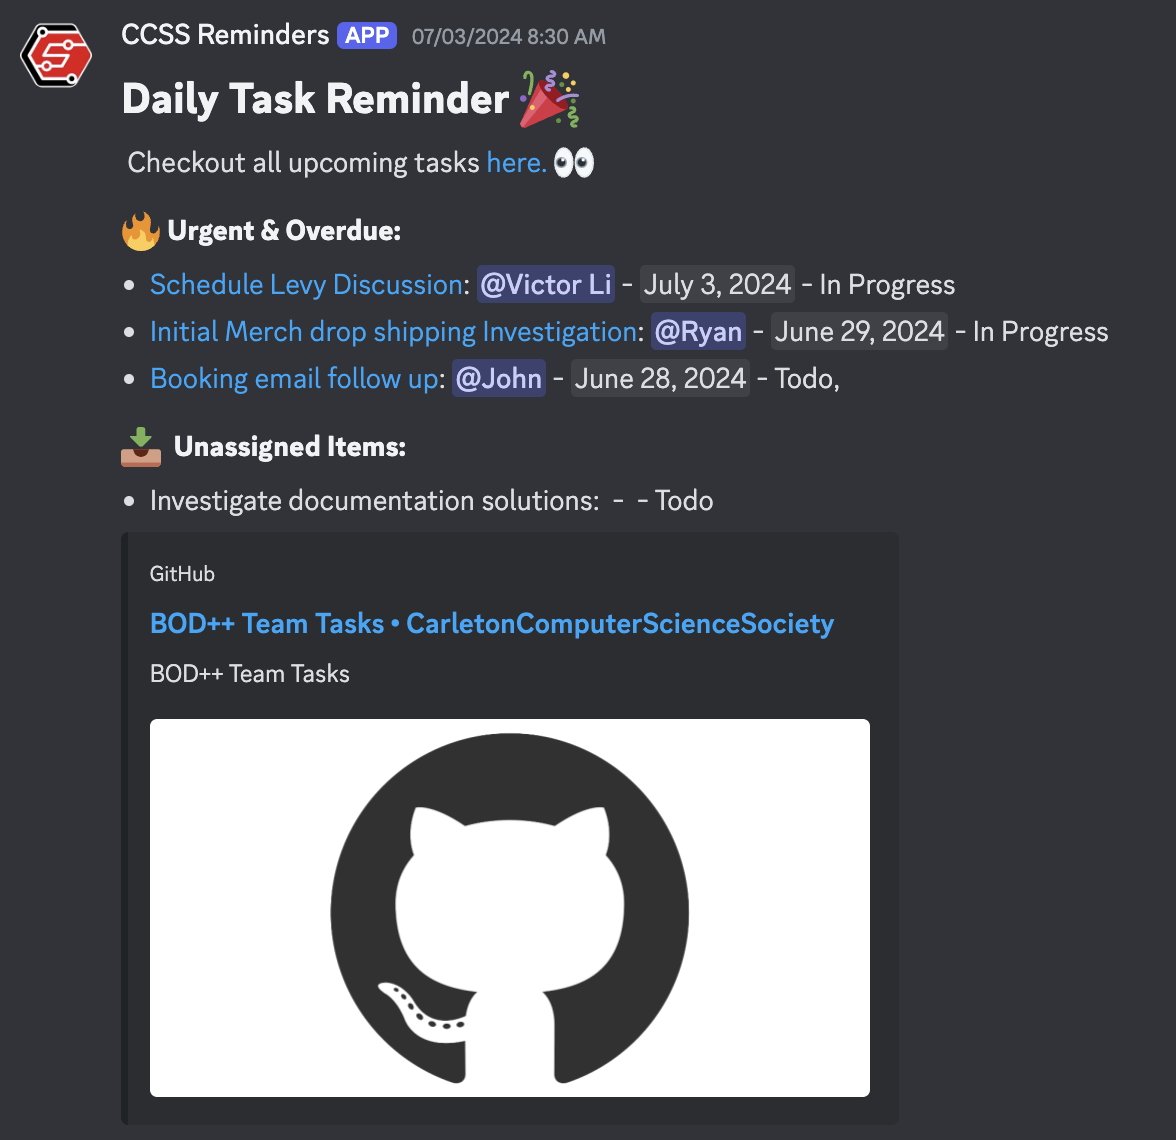 CCSS Reminders APP 07/03/2024 8:30 AM
Daily Task Reminder 🎉
Checkout all upcoming tasks here. 👀
🔥 Urgent & Overdue:
• Schedule Levy Discussion: @Victor Li - July 3, 2024 - In Progress
• Initial Merch drop shipping Investigation: @Ryan - June 29, 2024 - In Progress
• Booking email follow up: @John - June 28, 2024 - Todo,
📥 Unassigned Items:
• Investigate documentation solutions: - - Todo
GitHub
BOD++ Team Tasks • CarletonComputerScienceSociety
BOD++ Team Tasks